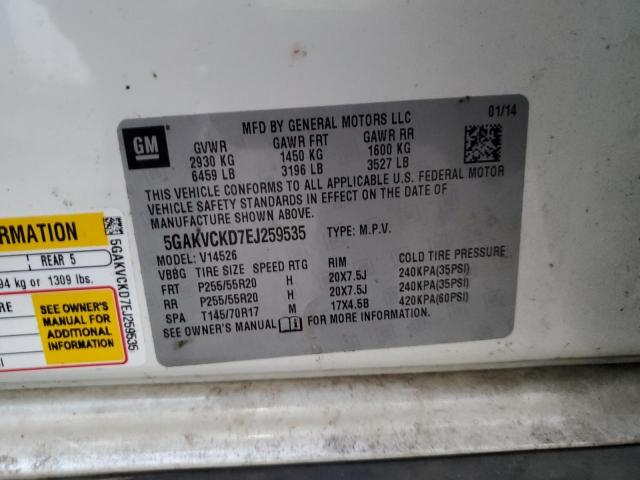 GM
MFD BY GENERAL MOTORS LLC 01/14
GVWR GAWR FRT GAWR RR
2930 KG 1450 KG 1600 KG
6459 LB 3196 LB 3527 LB
THIS VEHICLE CONFORMS TO ALL APPLICABLE U.S. FEDERAL MOTOR
VEHICLE SAFETY STANDARDS IN EFFECT ON THE DATE OF
MANUFACTURE SHOWN ABOVE.
5GAKVCKD7EJ259535 TYPE: M.P.V.
MODEL: V14526
VBBG TIRE SIZE SPEED RTG RIM COLD TIRE PRESSURE
FRT P255/55R20 H 20X7.5J 240KPA(35PSI)
RR P255/55R20 H 20X7.5J 240KPA(35PSI)
SPA T145/70R17 M 17X4.5B 420KPA(60PSI)
SEE OWNER'S MANUAL FOR MORE INFORMATION.
REAR 5
94 kg or 1309 lbs.
SEE OWNER'S
MANUAL FOR
ADDITIONAL
INFORMATION
5GAKVCKD7EJ259535